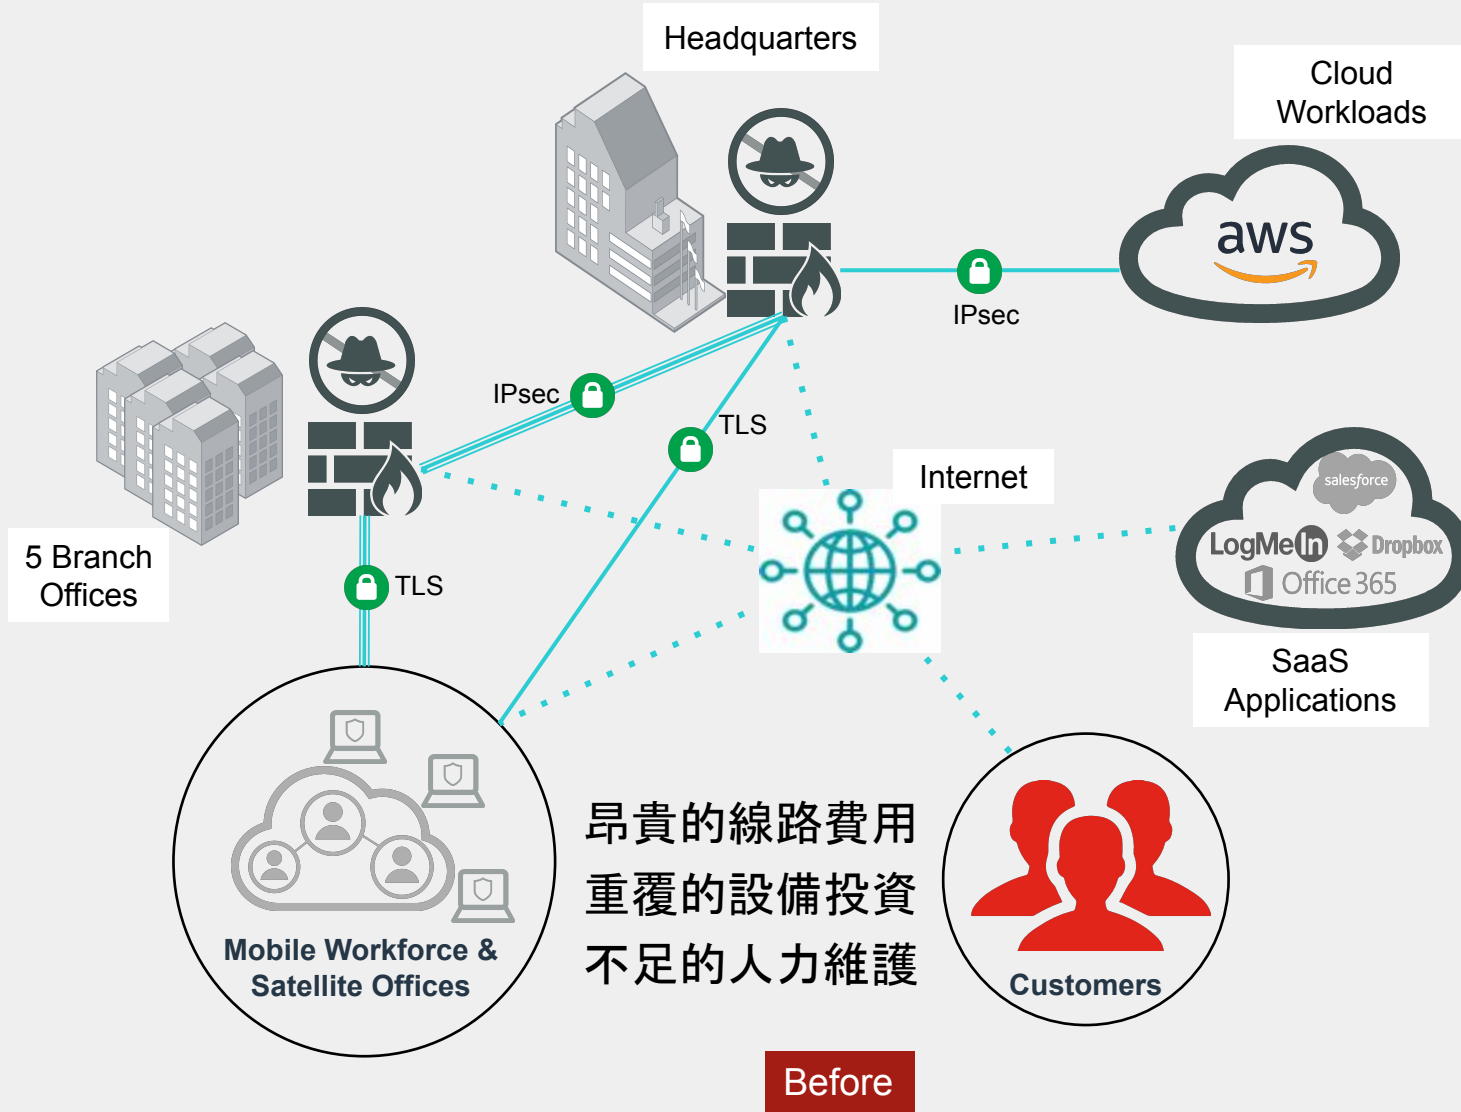 Headquarters
Cloud
Workloads
aws
IPsec
IPsec
TLS
Internet
salesforce
LogMeIn
Dropbox
Office 365
5 Branch
Offices
TLS
SaaS
Applications
昂貴的線路費用
重覆的設備投資
不足的人力維護
Mobile Workforce &
Satellite Offices
Customers
Before